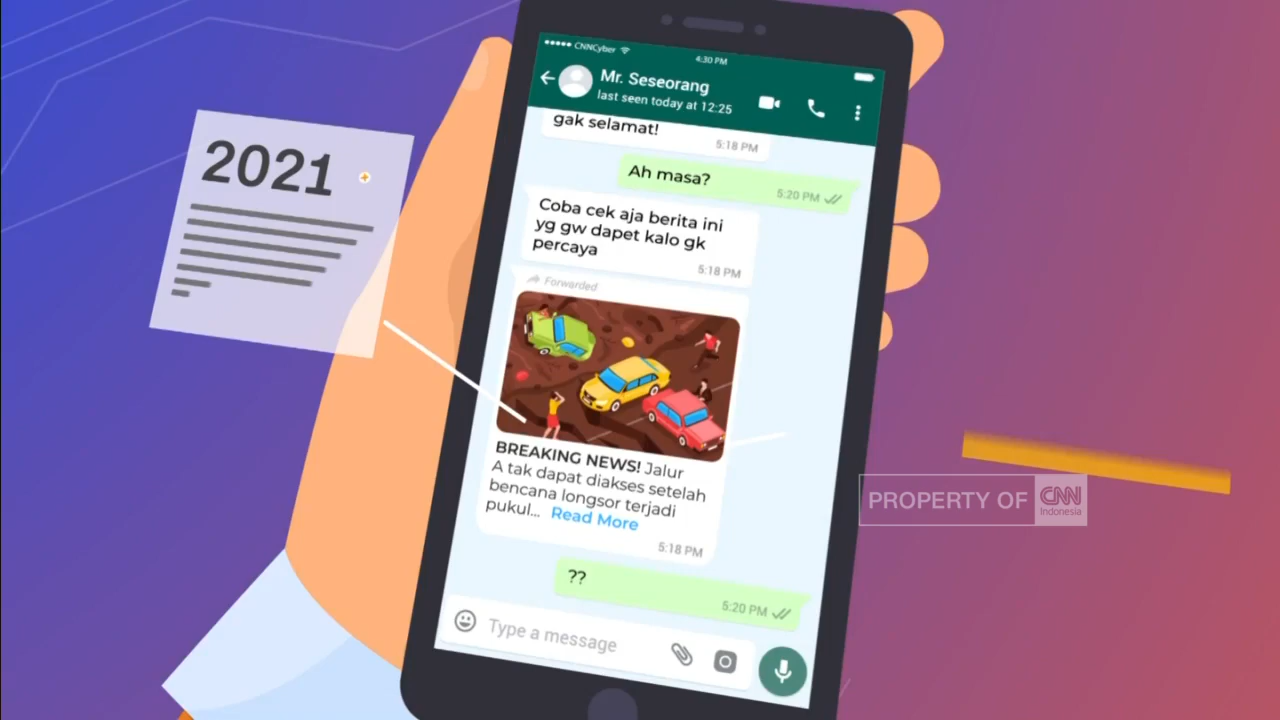 2021
CNNCyber
4:30 PM
Mr. Seseorang
last seen today at 12:25
gak selamat!
5:18 PM
Ah masa?
5:20 PM
Coba cek aja berita ini
yg gw dapet kalo gk
percaya
5:18 PM
Forwarded
BREAKING NEWS! Jalur
A tak dapat diakses setelah
bencana longsor terjadi
pukul... Read More
5:18 PM
??
5:20 PM
Type a message
PROPERTY OF CNN
Indonesia